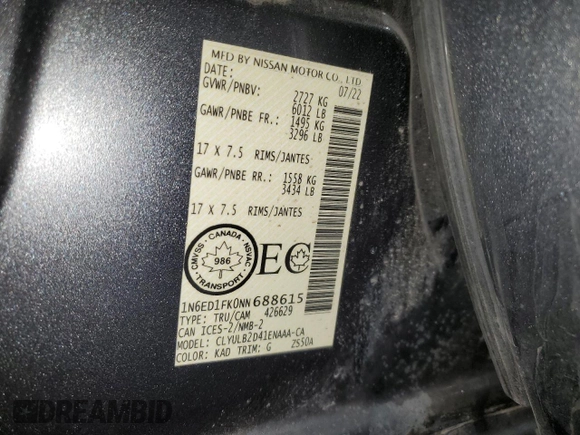 MFD BY NISSAN MOTOR CO., LTD
DATE: 07/22
GVWR/PNBV: 2727 KG
6012 LB
GAWR/PNBE FR.: 1495 KG
3296 LB
17 X 7.5 RIMS/JANTES
GAWR/PNBE RR.: 1558 KG
3434 LB
17 X 7.5 RIMS/JANTES
CMVSS · CANADA · NSVAC
986
TRANSPORT
EC
1N6ED1FK0NN688615
TYPE: TRU/CAM 426629
CAN ICES-2/NMB-2
MODEL: CLYULB2D41ENAAA-CA
COLOR: KAD TRIM: G Z550A
DREAMBID